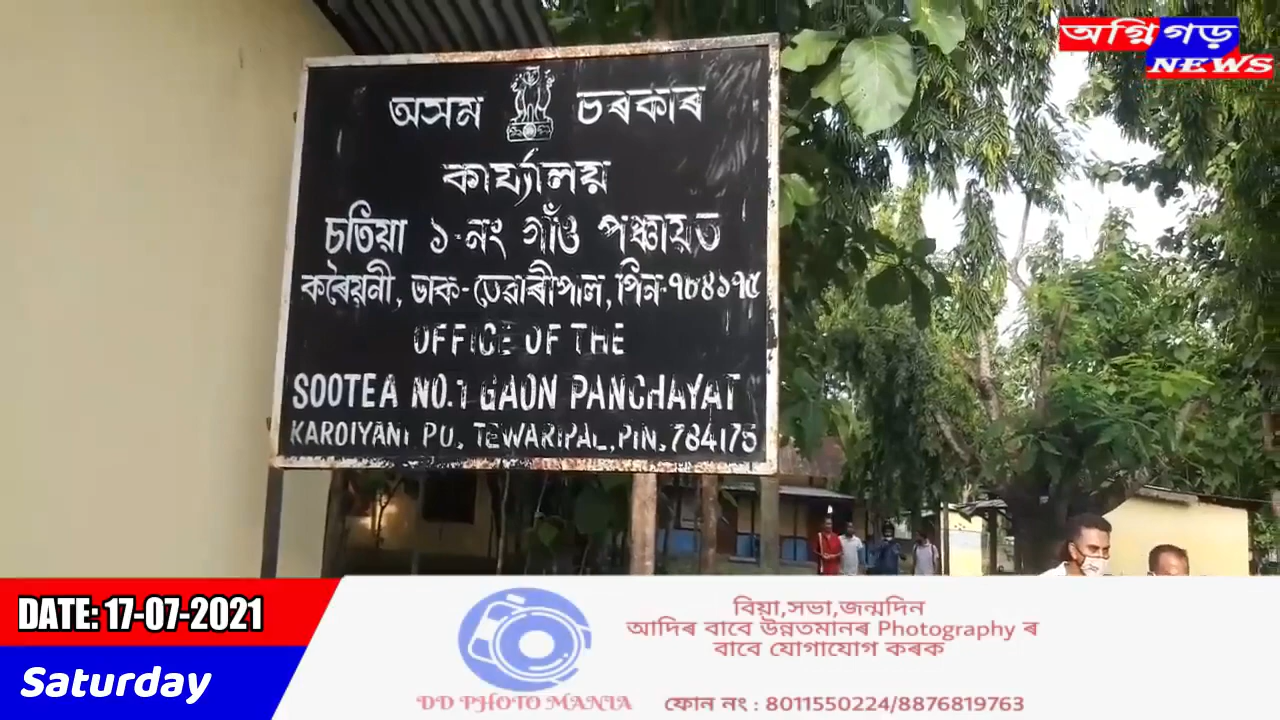 অগ্নিগড়
NEWS
অসম চৰকাৰ
কাৰ্য্যালয়
চতিয়া ১-নং গাঁও পঞ্চায়ত
কৰৈয়নী, ডাক-তেৱাৰীপাল, পিন-৭৮৪১৭৫
OFFICE OF THE
SOOTEA NO.1 GAON PANCHAYAT
KAROIYANI PO, TEWARIPAL, PIN, 784175
DATE: 17-07-2021
Saturday
বিয়া,সভা,জন্মদিন
আদিৰ বাবে উন্নতমানৰ Photography ৰ
বাবে যোগাযোগ কৰক
DD PHOTO MANIA
ফোন নং : 8011550224/8876819763